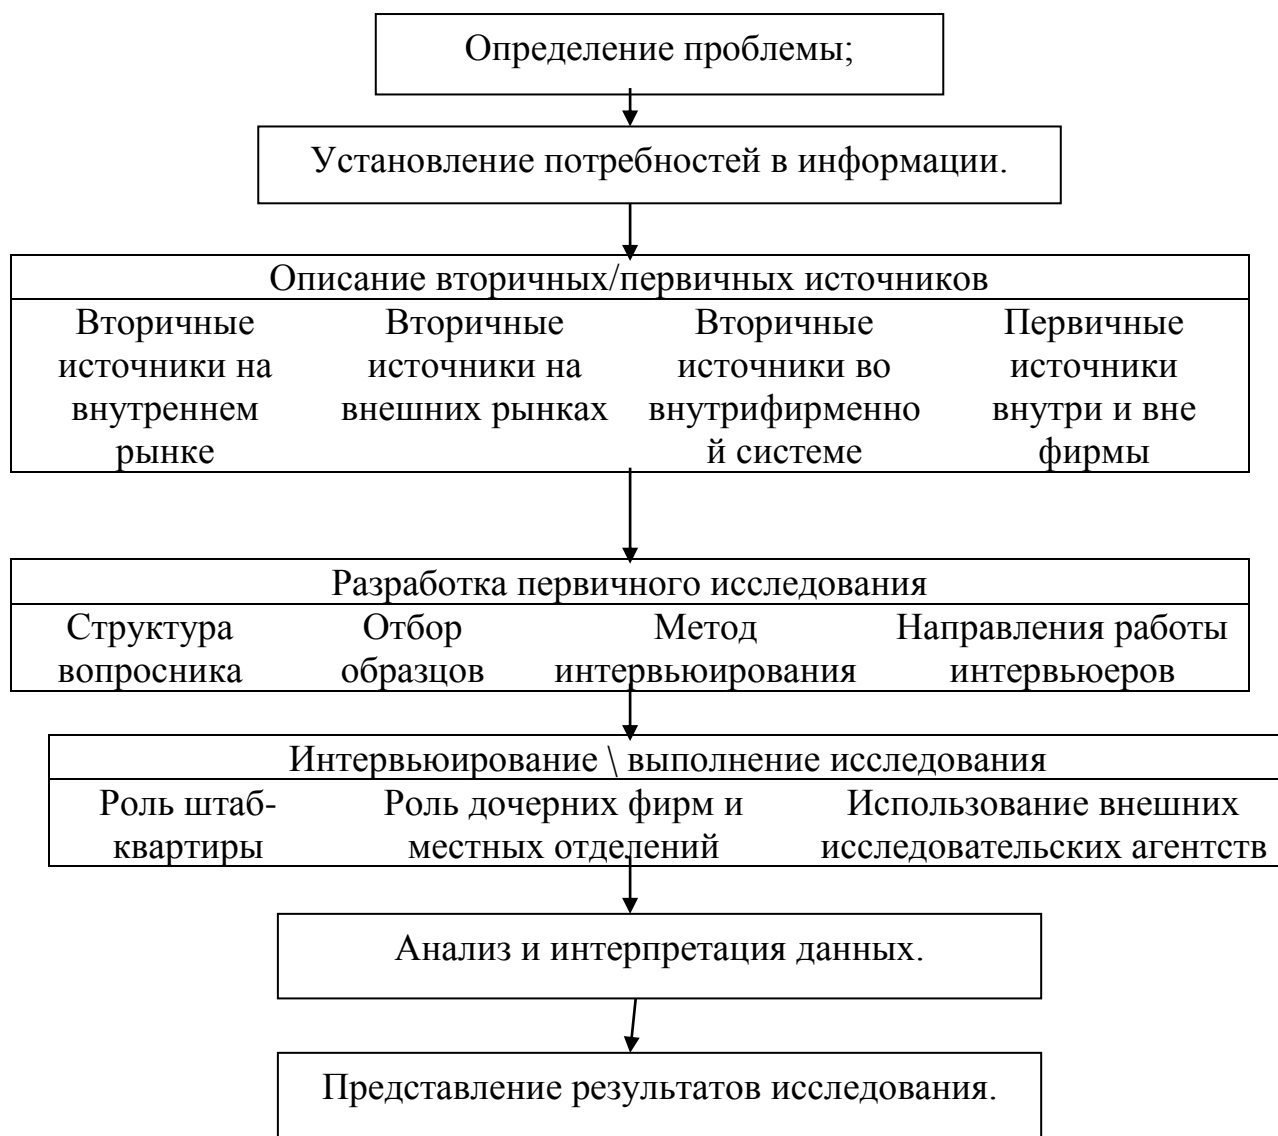 Определение проблемы;
Установление потребностей в информации.
Описание вторичных/первичных источников
Вторичные
источники на
внутреннем
рынке
Вторичные
источники на
внешних рынках
Вторичные
источники во
внутрифирменно
й системе
Первичные
источники
внутри и вне
фирмы
Разработка первичного исследования
Структура
вопросника
Отбор
образцов
Метод
интервьюирования
Направления работы
интервьюеров
Интервьюирование \ выполнение исследования
Роль штаб-
квартиры
Роль дочерних фирм и
местных отделений
Использование внешних
исследовательских агентств
Анализ и интерпретация данных.
Представление результатов исследования.